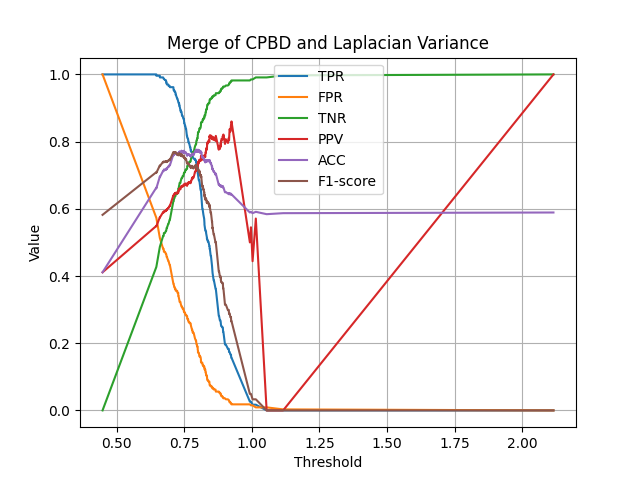 Merge of CPBD and Laplacian Variance
1.0
0.8
0.6
0.4
0.2
0.0
Value
TPR
FPR
TNR
PPV
ACC
F1-score
0.50 0.75 1.00 1.25 1.50 1.75 2.00
Threshold